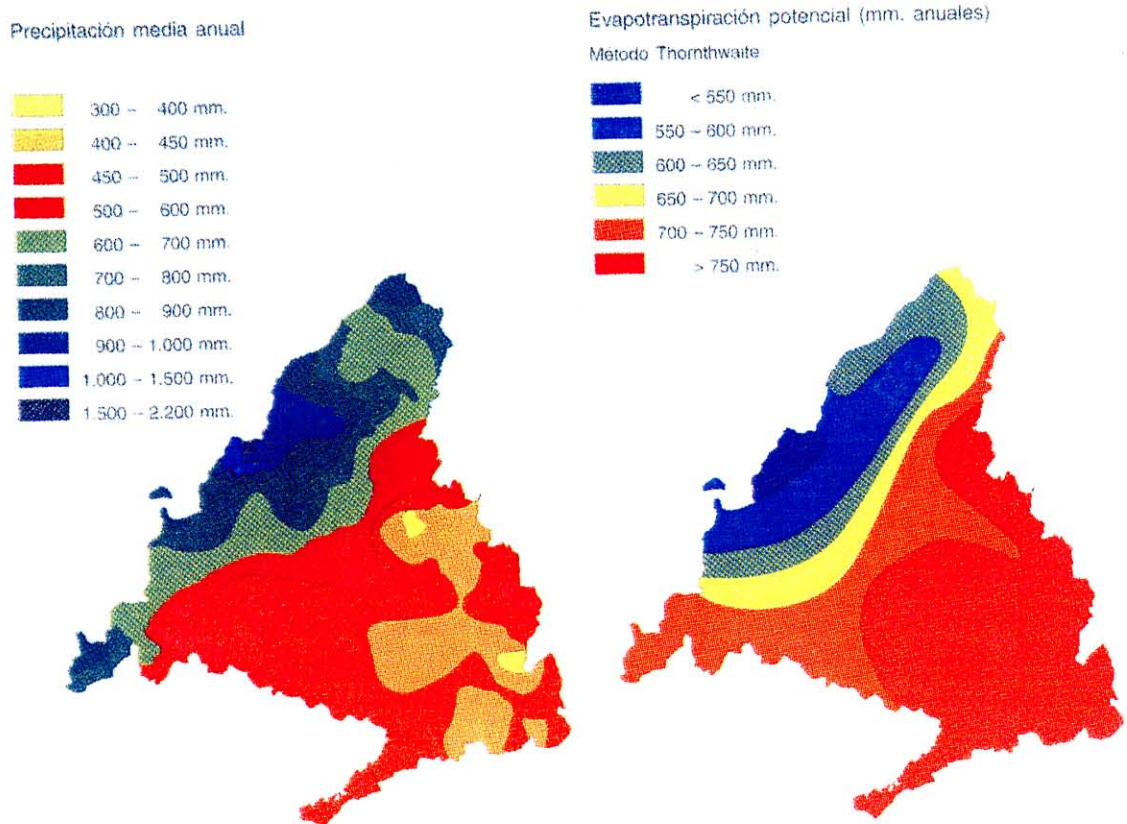 Precipitación media anual
300 – 400 mm.
400 – 450 mm.
450 – 500 mm.
500 – 600 mm.
600 – 700 mm.
700 – 800 mm.
800 – 900 mm.
900 – 1.000 mm.
1.000 – 1.500 mm.
1.500 – 2.200 mm.
Evapotranspiración potencial (mm. anuales)
Método Thornthwaite
< 550 mm.
550 – 600 mm.
600 – 650 mm.
650 – 700 mm.
700 – 750 mm.
> 750 mm.